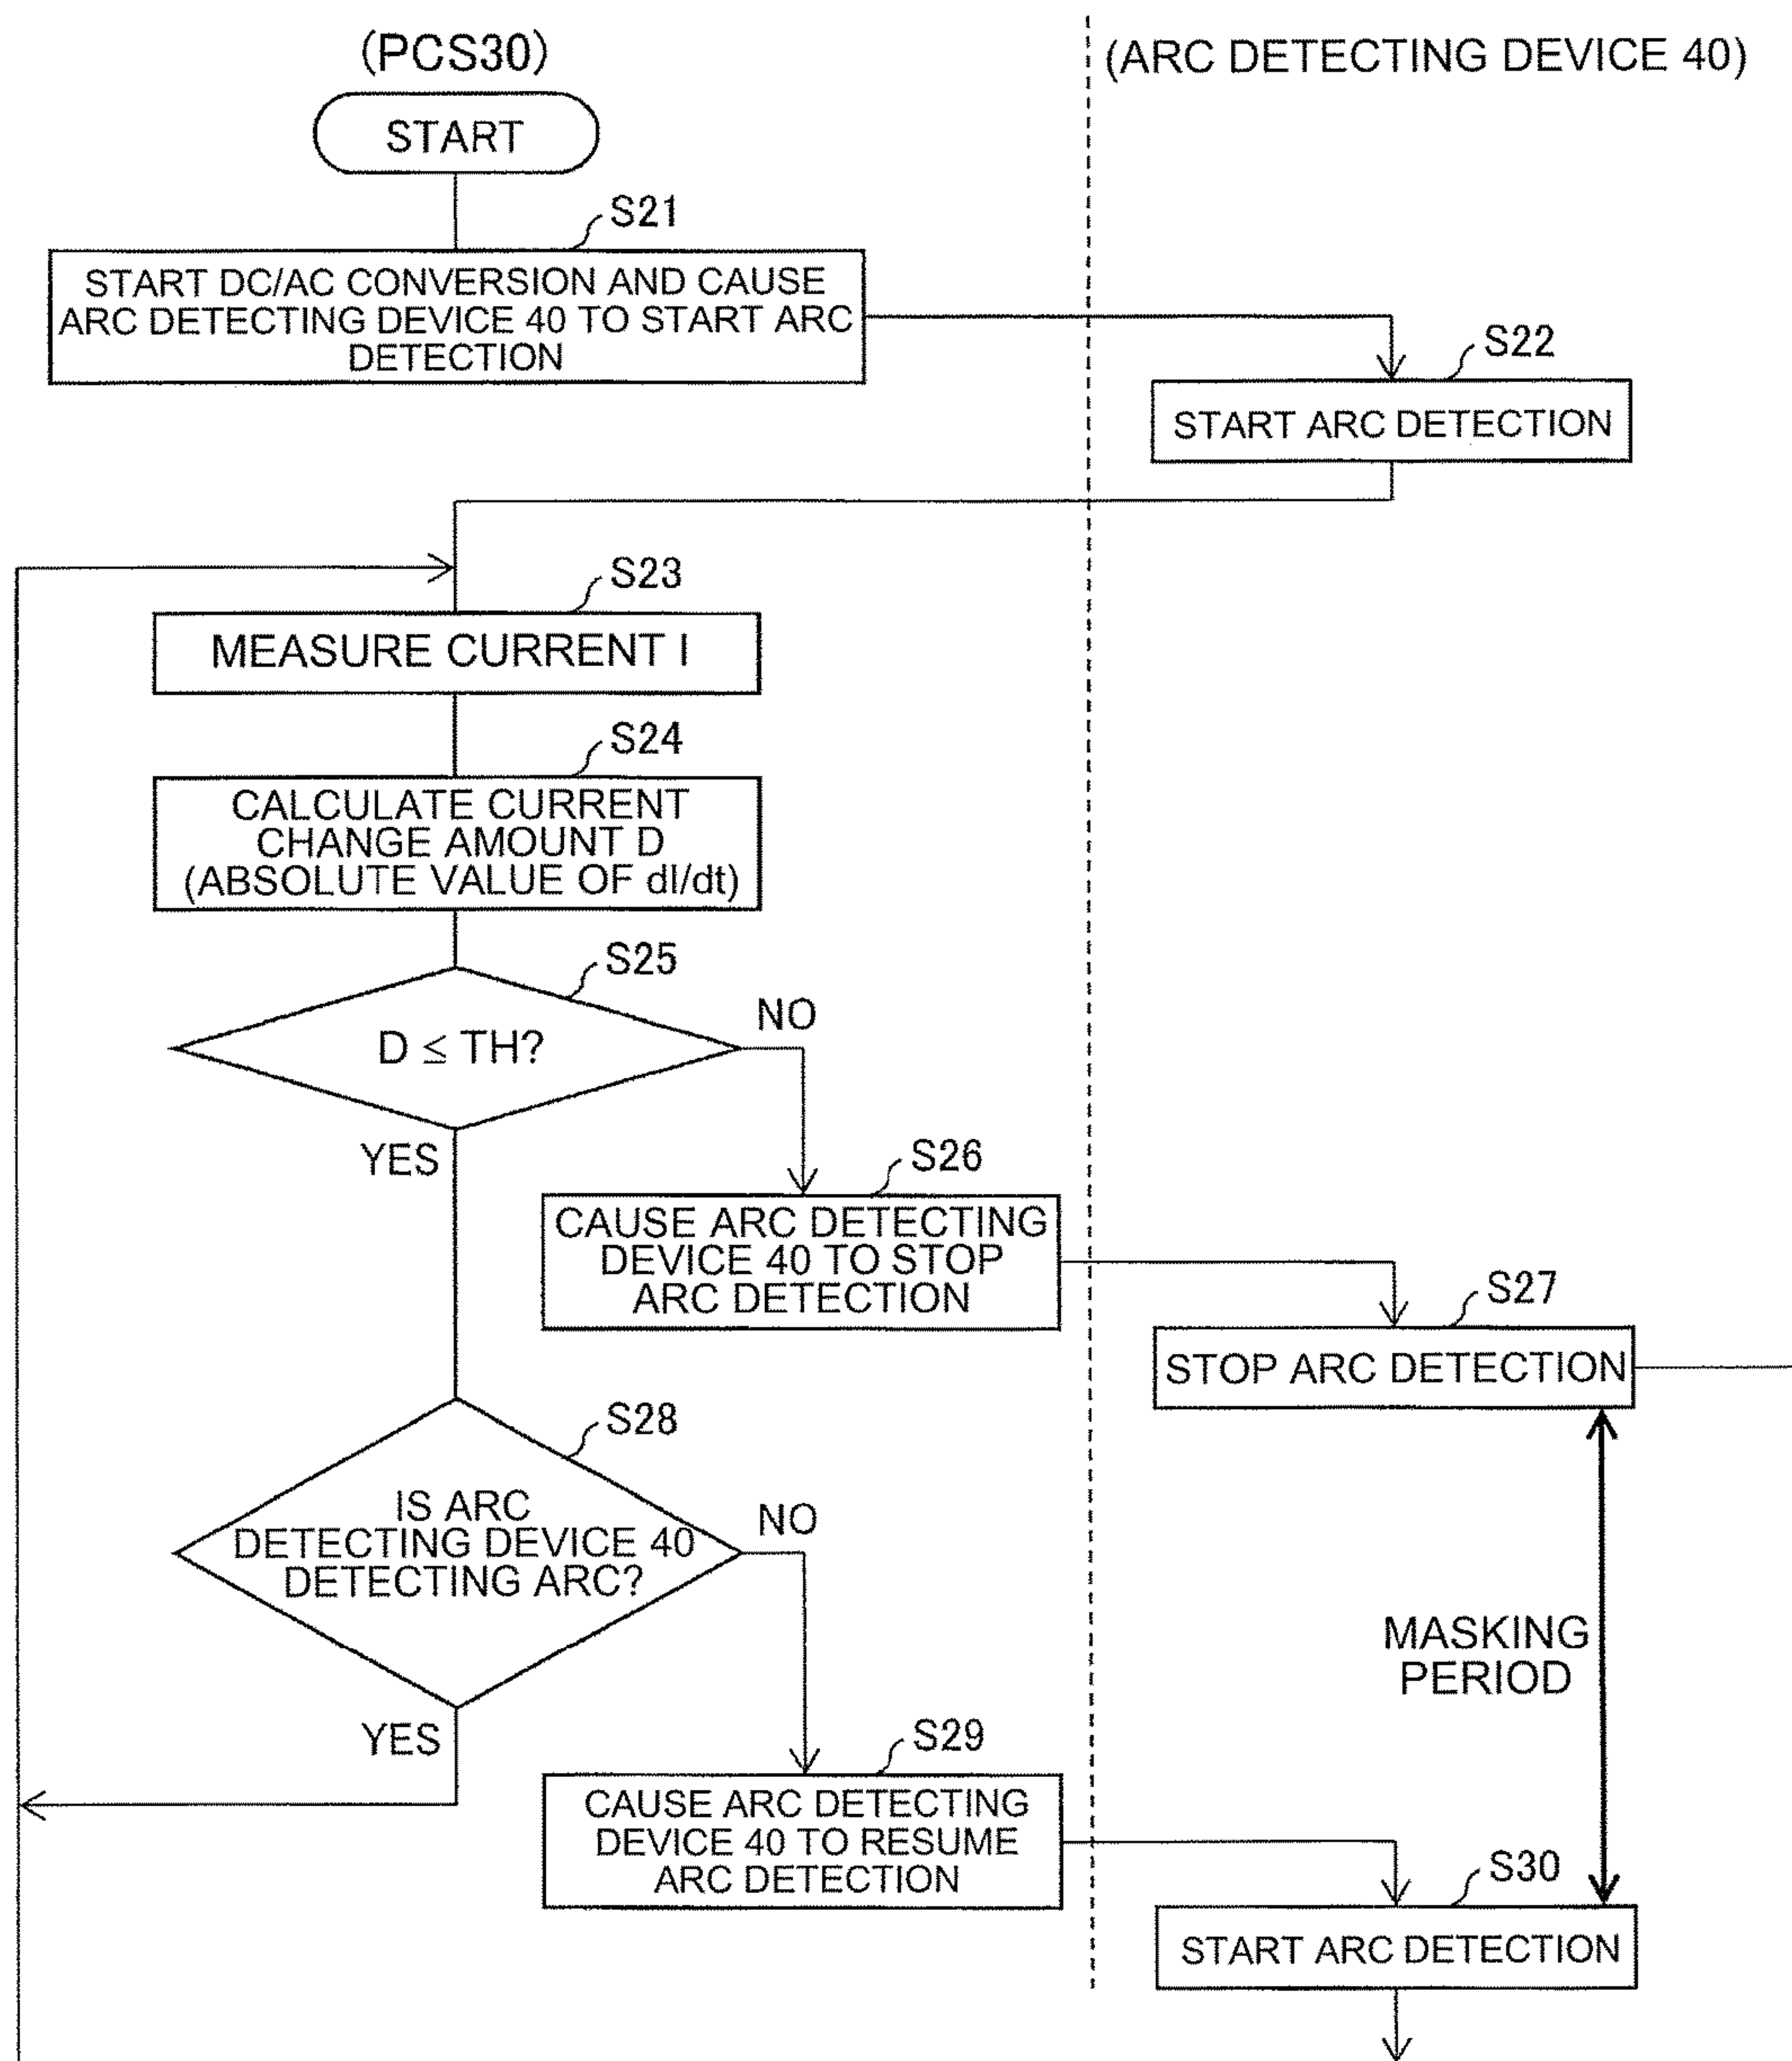 (PCS30)
(ARC DETECTING DEVICE 40)
START
S21
START DC/AC CONVERSION AND CAUSE
ARC DETECTING DEVICE 40 TO START ARC
DETECTION
S22
START ARC DETECTION
S23
MEASURE CURRENT I
S24
CALCULATE CURRENT
CHANGE AMOUNT D
(ABSOLUTE VALUE OF dI/dt)
S25
D ≤ TH?
NO
YES
S26
CAUSE ARC DETECTING
DEVICE 40 TO STOP
ARC DETECTION
S27
STOP ARC DETECTION
S28
IS ARC
DETECTING DEVICE 40
DETECTING ARC?
NO
YES
MASKING
PERIOD
S29
CAUSE ARC DETECTING
DEVICE 40 TO RESUME
ARC DETECTION
S30
START ARC DETECTION